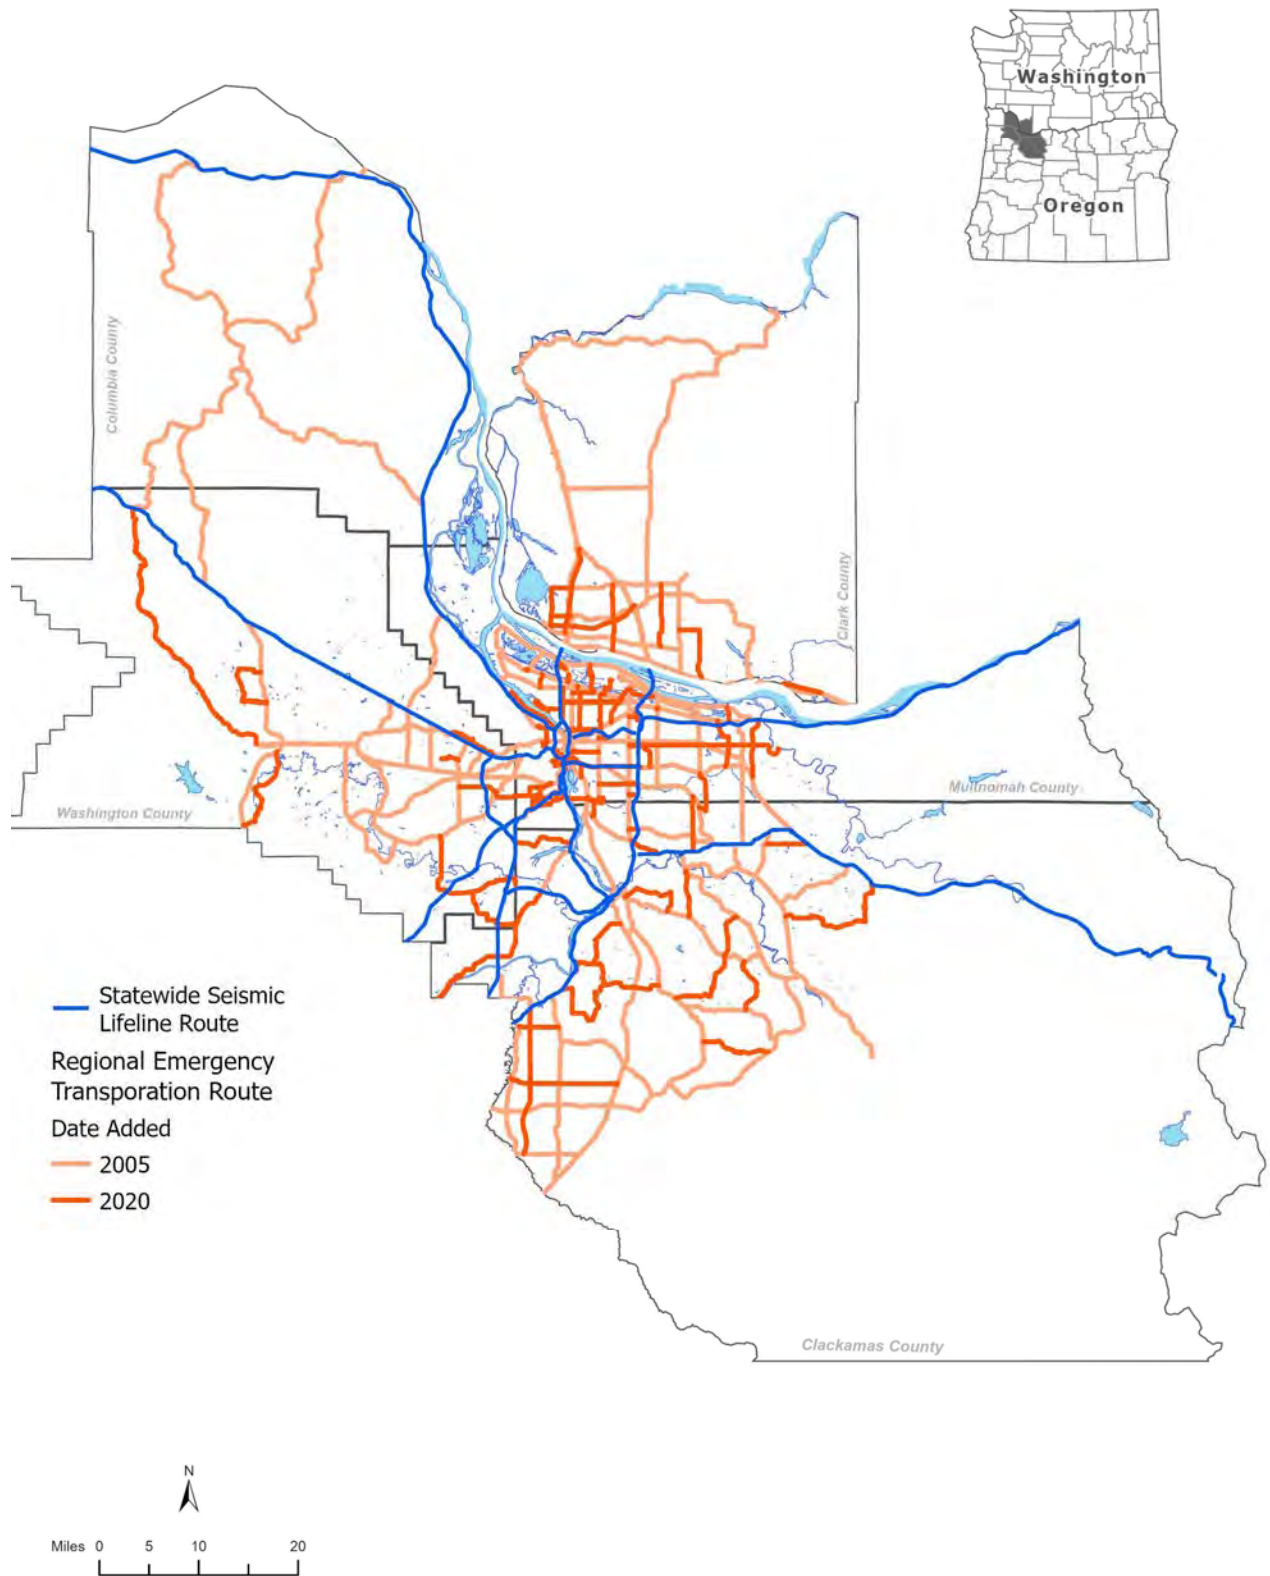 Washington
Oregon
Columbia County
Clark County
Multnomah County
Washington County
Statewide Seismic
Lifeline Route
Regional Emergency
Transporation Route
Date Added
2005
2020
Clackamas County
N
Miles 0 5 10 20